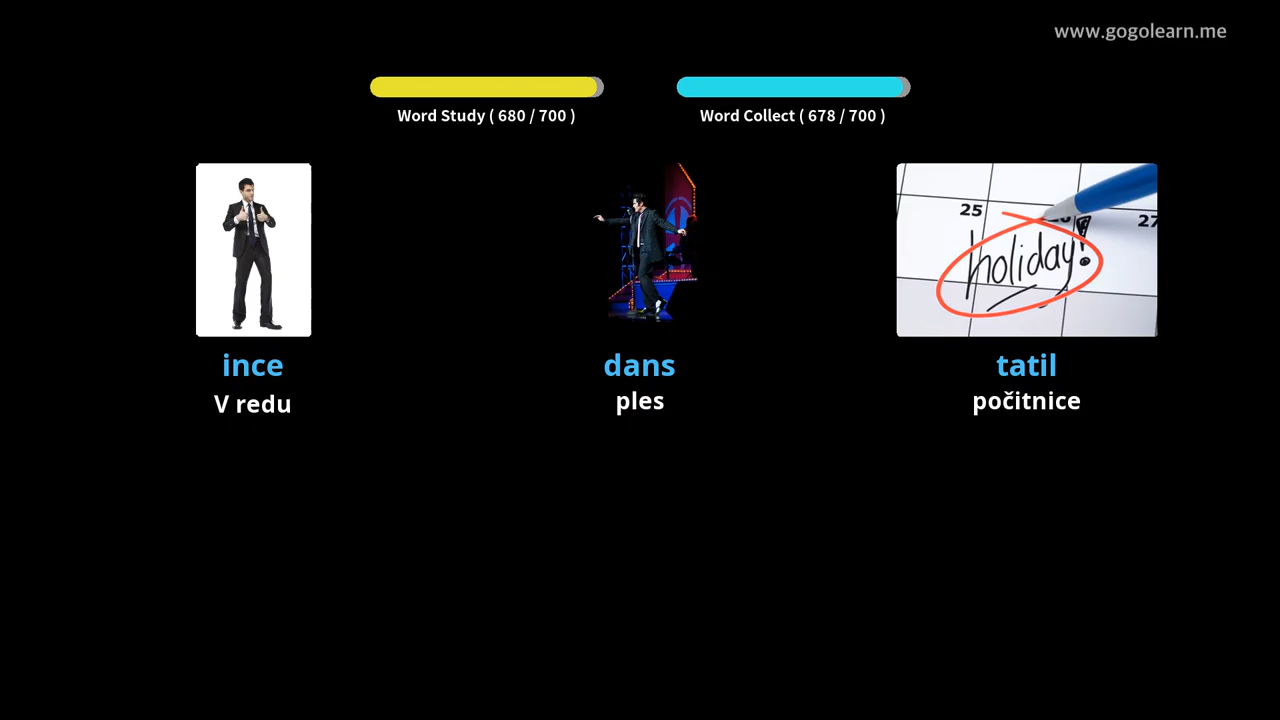 www.gogolearn.me
Word Study ( 680 / 700 )
Word Collect ( 678 / 700 )
25
27
holiday!
ince
dans
tatil
V redu
ples
počitnice